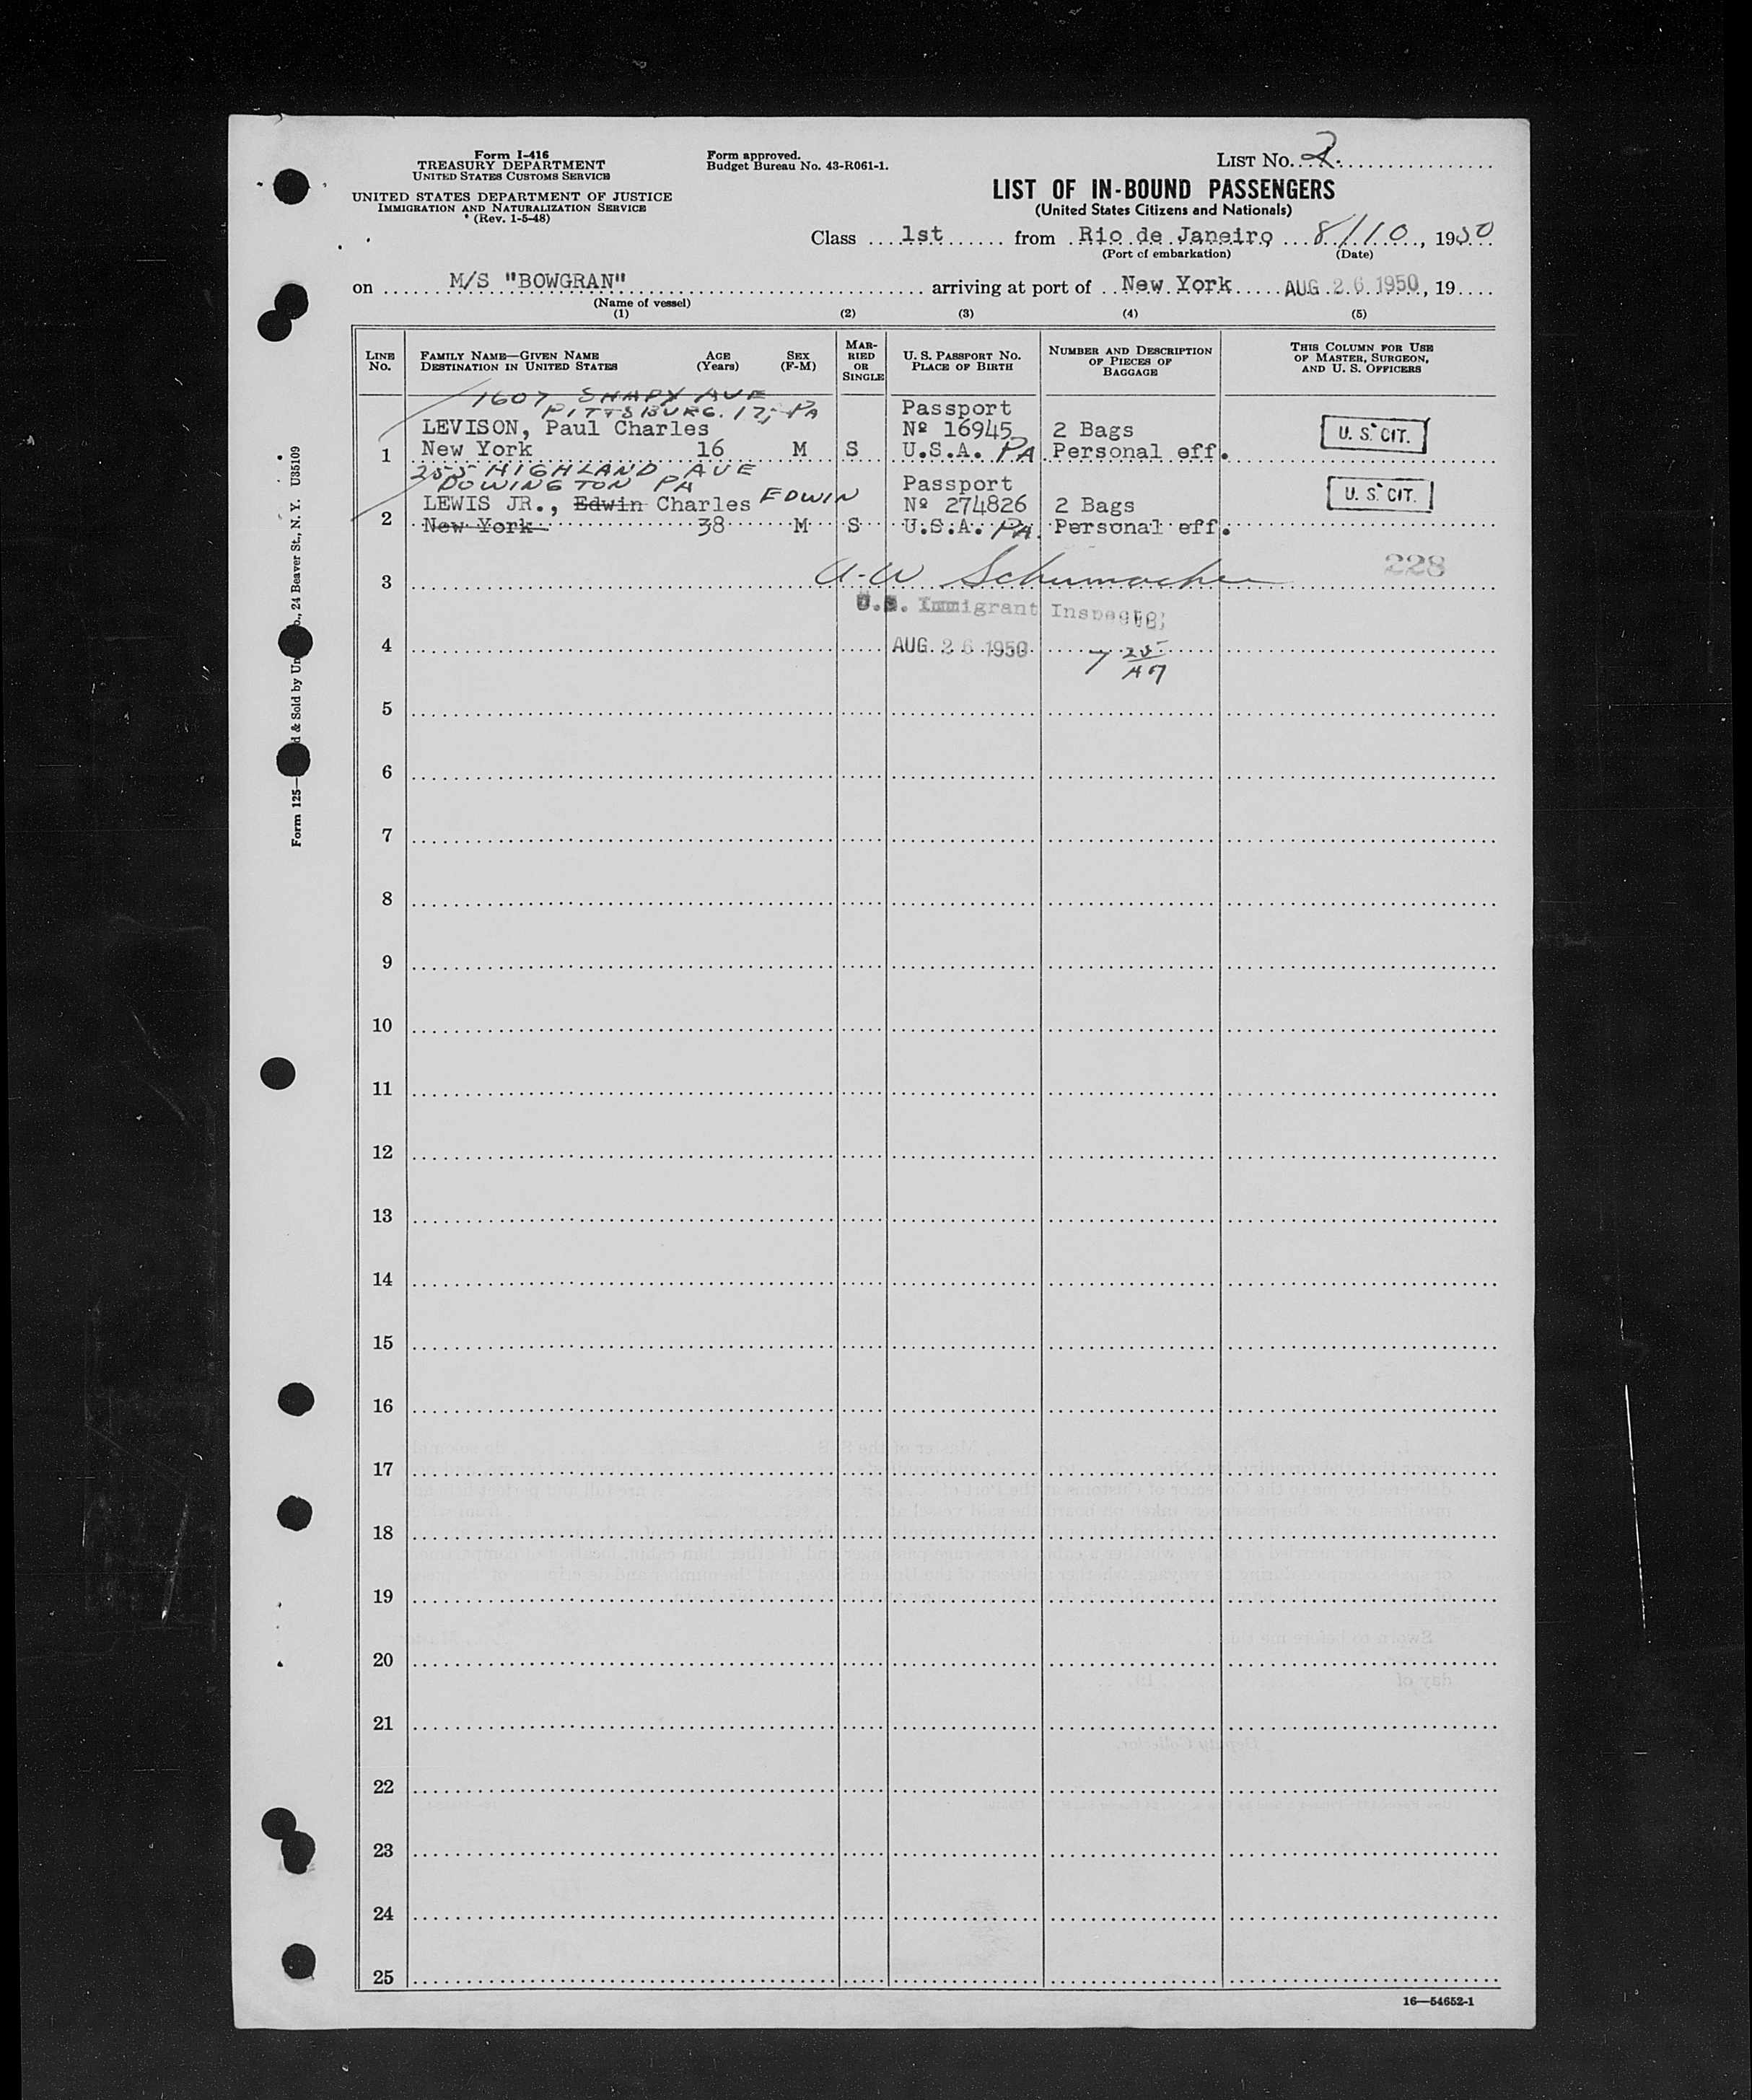 Form I-416
TREASURY DEPARTMENT
UNITED STATES CUSTOMS SERVICE
UNITED STATES DEPARTMENT OF JUSTICE
IMMIGRATION AND NATURALIZATION SERVICE
(Rev. 1-5-48)
Form approved.
Budget Bureau No. 43-R061-1.
LIST No. 2
LIST OF IN-BOUND PASSENGERS
(United States Citizens and Nationals)
Class 1st from Rio de Janeiro 8/10, 1950
(Port of embarkation) (Date)
on M/S "BOWGRAN" arriving at port of New York AUG 26 1950, 19
(Name of vessel)
(1) (2) (3) (4) (5)
LINE No.
FAMILY NAME—GIVEN NAME AGE SEX
DESTINATION IN UNITED STATES (Years) (F-M)
MARRIED OR SINGLE
U. S. PASSPORT No.
PLACE OF BIRTH
NUMBER AND DESCRIPTION
OF PIECES OF
BAGGAGE
THIS COLUMN FOR USE
OF MASTER, SURGEON,
AND U. S. OFFICERS
1607 SHADY AVE
PITTSBURG. 17, PA Passport
LEVISON, Paul Charles Nº 16945 2 Bags U. S. CIT.
1 New York 16 M S U.S.A. PA Personal eff.
255 HIGHLAND AVE
DOWINGTON PA Passport
LEWIS JR., Edwin Charles EDWIN Nº 274826 2 Bags U. S. CIT.
2 New York 38 M S U.S.A. PA. Personal eff.
3 A-W Schumacher 228
U.S. Immigrant Inspector
4 AUG 26 1950 7 25
5
6
7
8
9
10
11
12
13
14
15
16
17
18
19
20
21
22
23
24
25
16—54652-1
Form 125— d & Sold by Un , 24 Beaver St., N. Y. U35109